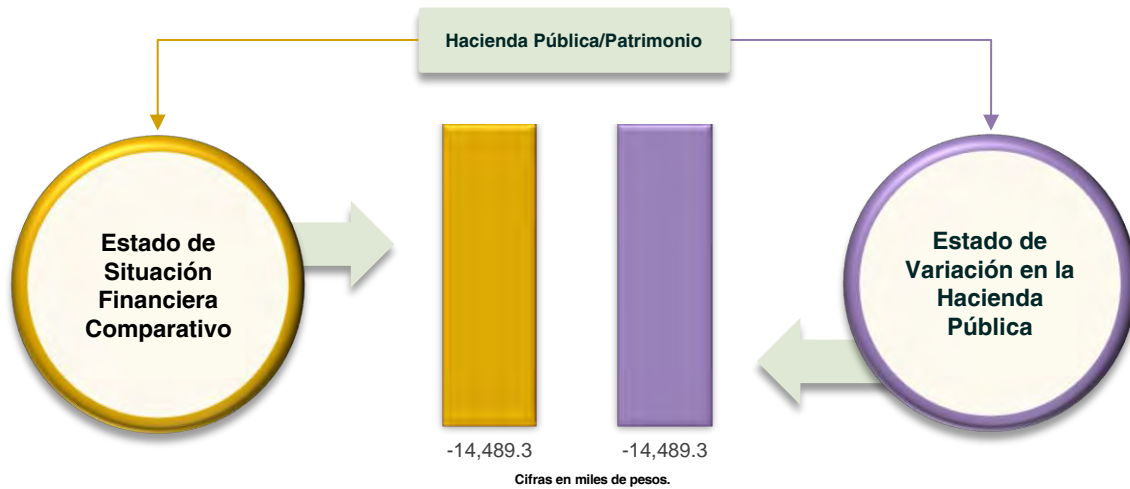 Hacienda Pública/Patrimonio
Estado de
Situación
Financiera
Comparativo
Estado de
Variación en la
Hacienda
Pública
-14,489.3
-14,489.3
Cifras en miles de pesos.